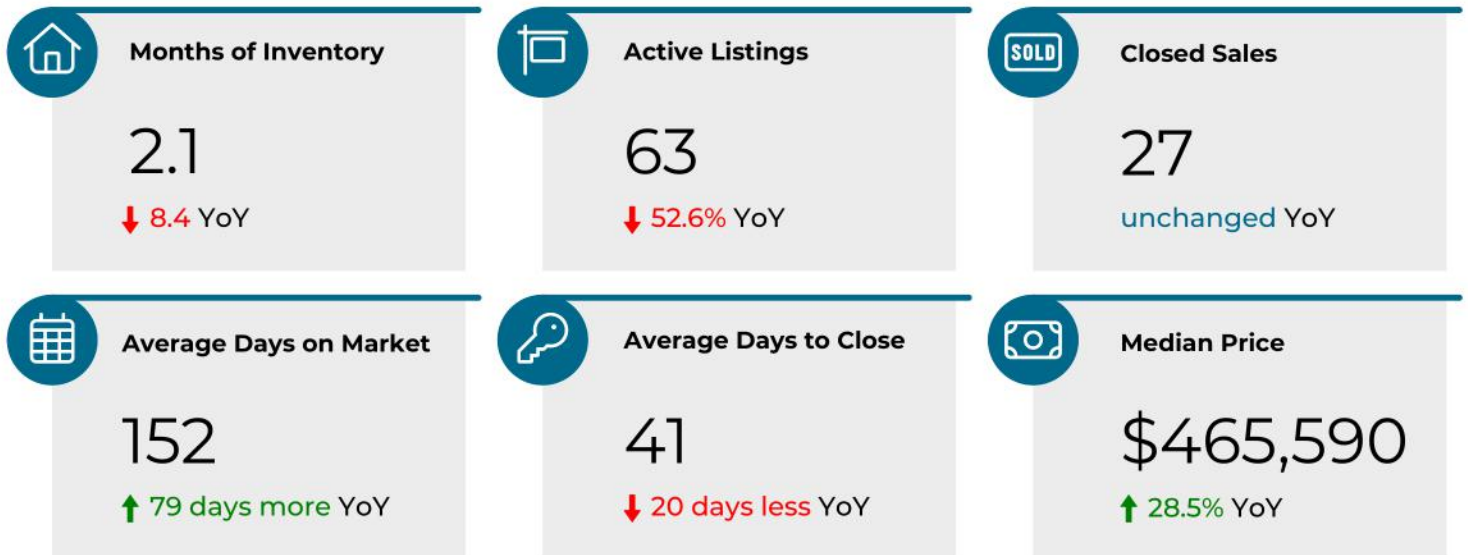 Months of Inventory
2.1
↓ 8.4 YoY
Active Listings
63
↓ 52.6% YoY
SOLD
Closed Sales
27
unchanged YoY
Average Days on Market
152
↑ 79 days more YoY
Average Days to Close
41
↓ 20 days less YoY
Median Price
$465,590
↑ 28.5% YoY